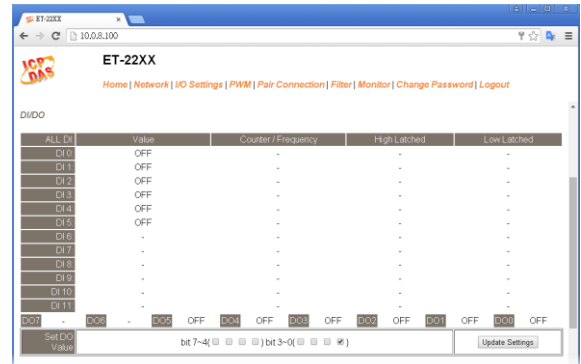 ET-22XX
10.0.8.100
ICP DAS
ET-22XX
Home | Network | I/O Settings | PWM | Pair Connection | Filter | Monitor | Change Password | Logout
DI/DO
ALL DI Value Counter / Frequency High Latched Low Latched
DI 0: OFF - - -
DI 1: OFF - - -
DI 2: OFF - - -
DI 3: OFF - - -
DI 4: OFF - - -
DI 5: OFF - - -
DI 6: - - - -
DI 7: - - - -
DI 8: - - - -
DI 9: - - - -
DI 10: - - - -
DI 11: - - - -
DO7 - DO6 - DO5 OFF DO4 OFF DO3 OFF DO2 OFF DO1 OFF DO0 OFF
Set DO Value bit 7~4( ) bit 3~0( ) Update Settings